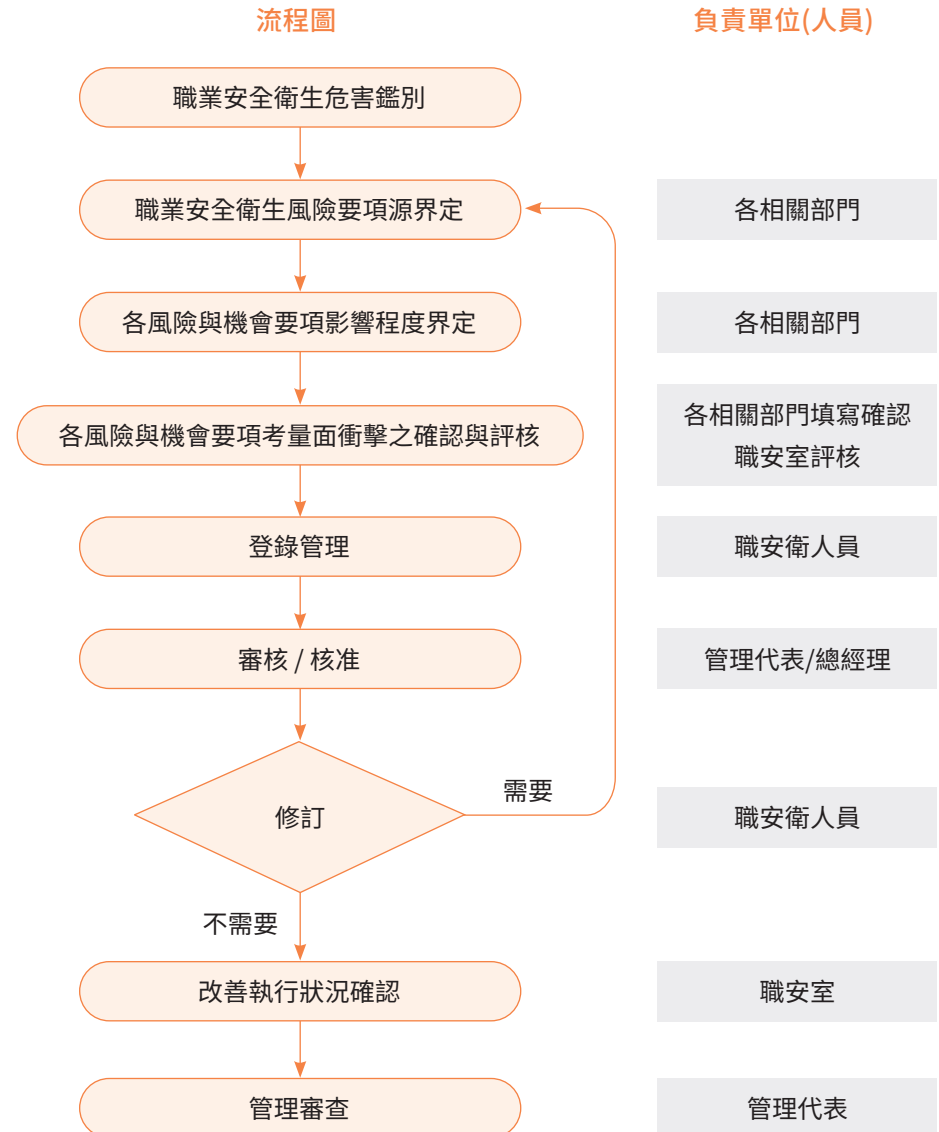 流程圖
負責單位(人員)
職業安全衛生危害鑑別
職業安全衛生風險要項源界定
各相關部門
各風險與機會要項影響程度界定
各相關部門
各風險與機會要項考量面衝擊之確認與評核
各相關部門填寫確認
職安室評核
登錄管理
職安衛人員
審核 / 核准
管理代表/總經理
修訂
需要
職安衛人員
不需要
改善執行狀況確認
職安室
管理審查
管理代表